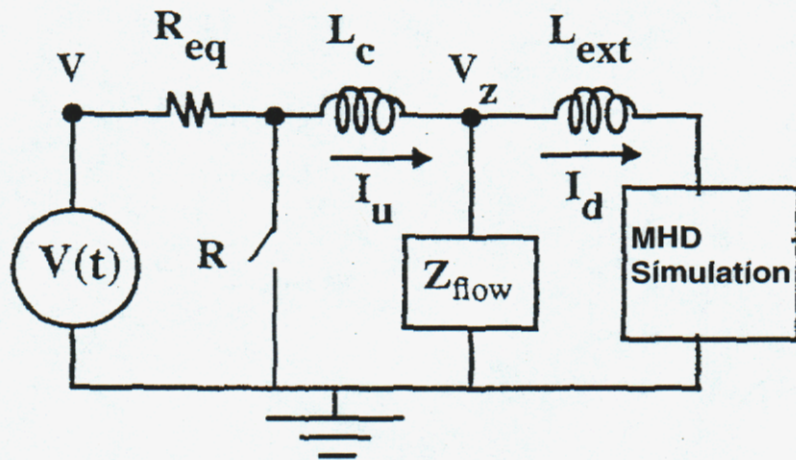 V
R_eq
L_c
V_z
L_ext
I_u
I_d
V(t)
R
Z_flow
MHD
Simulation